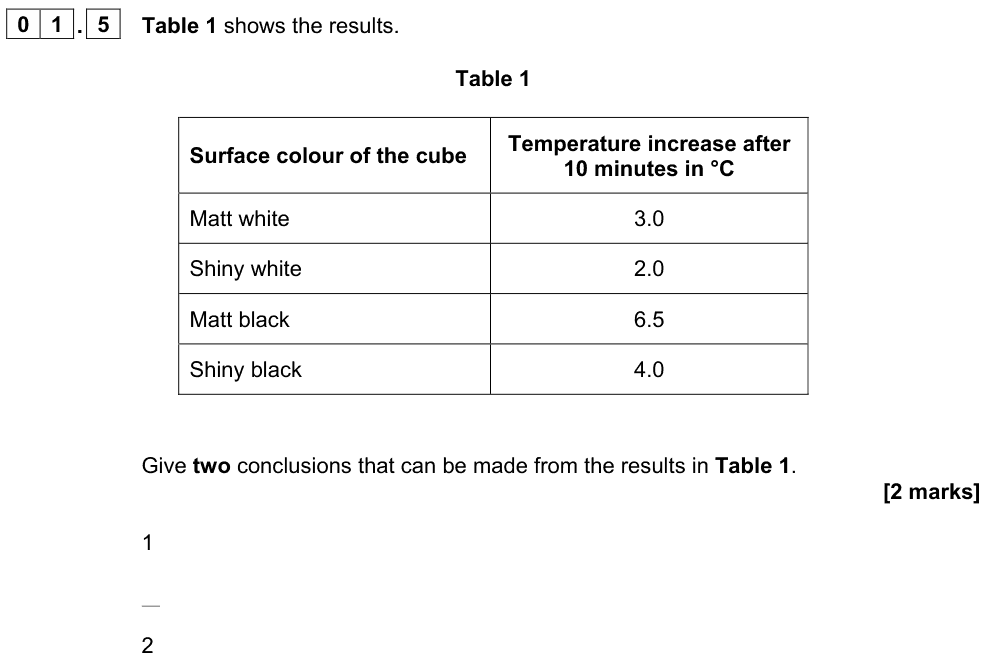 0 1 . 5 Table 1 shows the results.
Table 1
Surface colour of the cube
Temperature increase after
10 minutes in °C
Matt white 3.0
Shiny white 2.0
Matt black 6.5
Shiny black 4.0
Give two conclusions that can be made from the results in Table 1.
[2 marks]
1
2